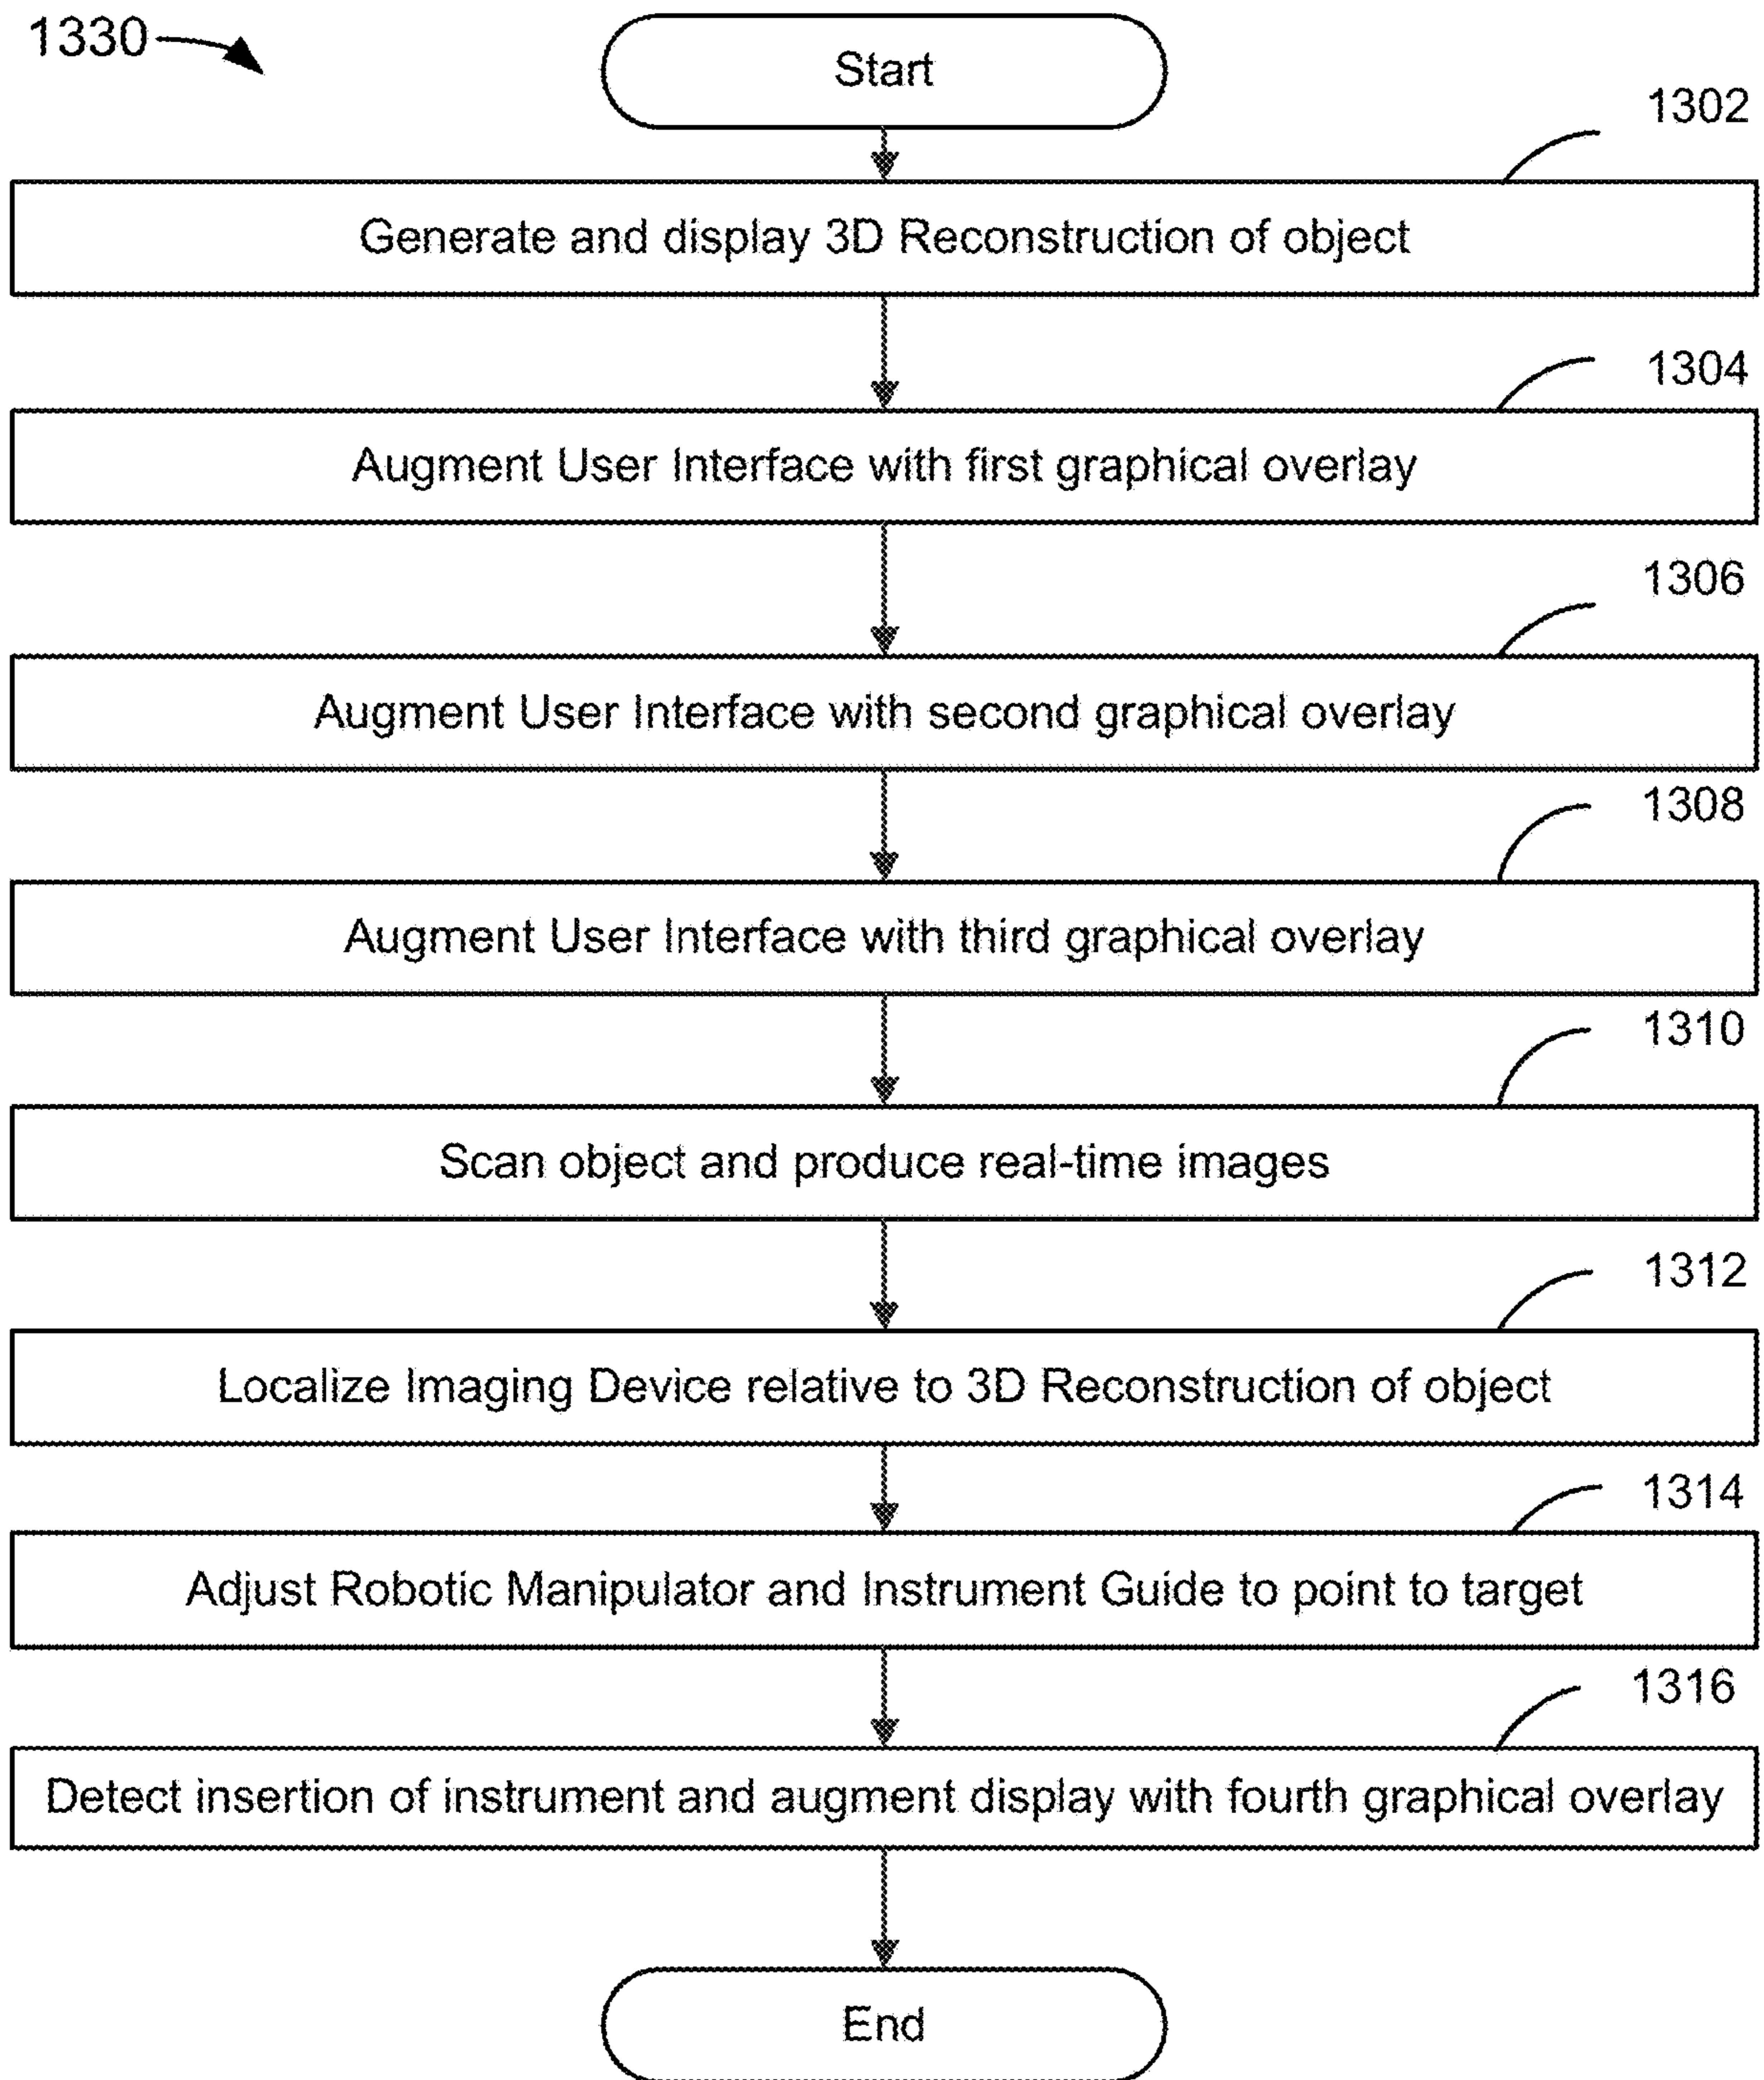 1330
Start
1302
Generate and display 3D Reconstruction of object
1304
Augment User Interface with first graphical overlay
1306
Augment User Interface with second graphical overlay
1308
Augment User Interface with third graphical overlay
1310
Scan object and produce real-time images
1312
Localize Imaging Device relative to 3D Reconstruction of object
1314
Adjust Robotic Manipulator and Instrument Guide to point to target
1316
Detect insertion of instrument and augment display with fourth graphical overlay
End